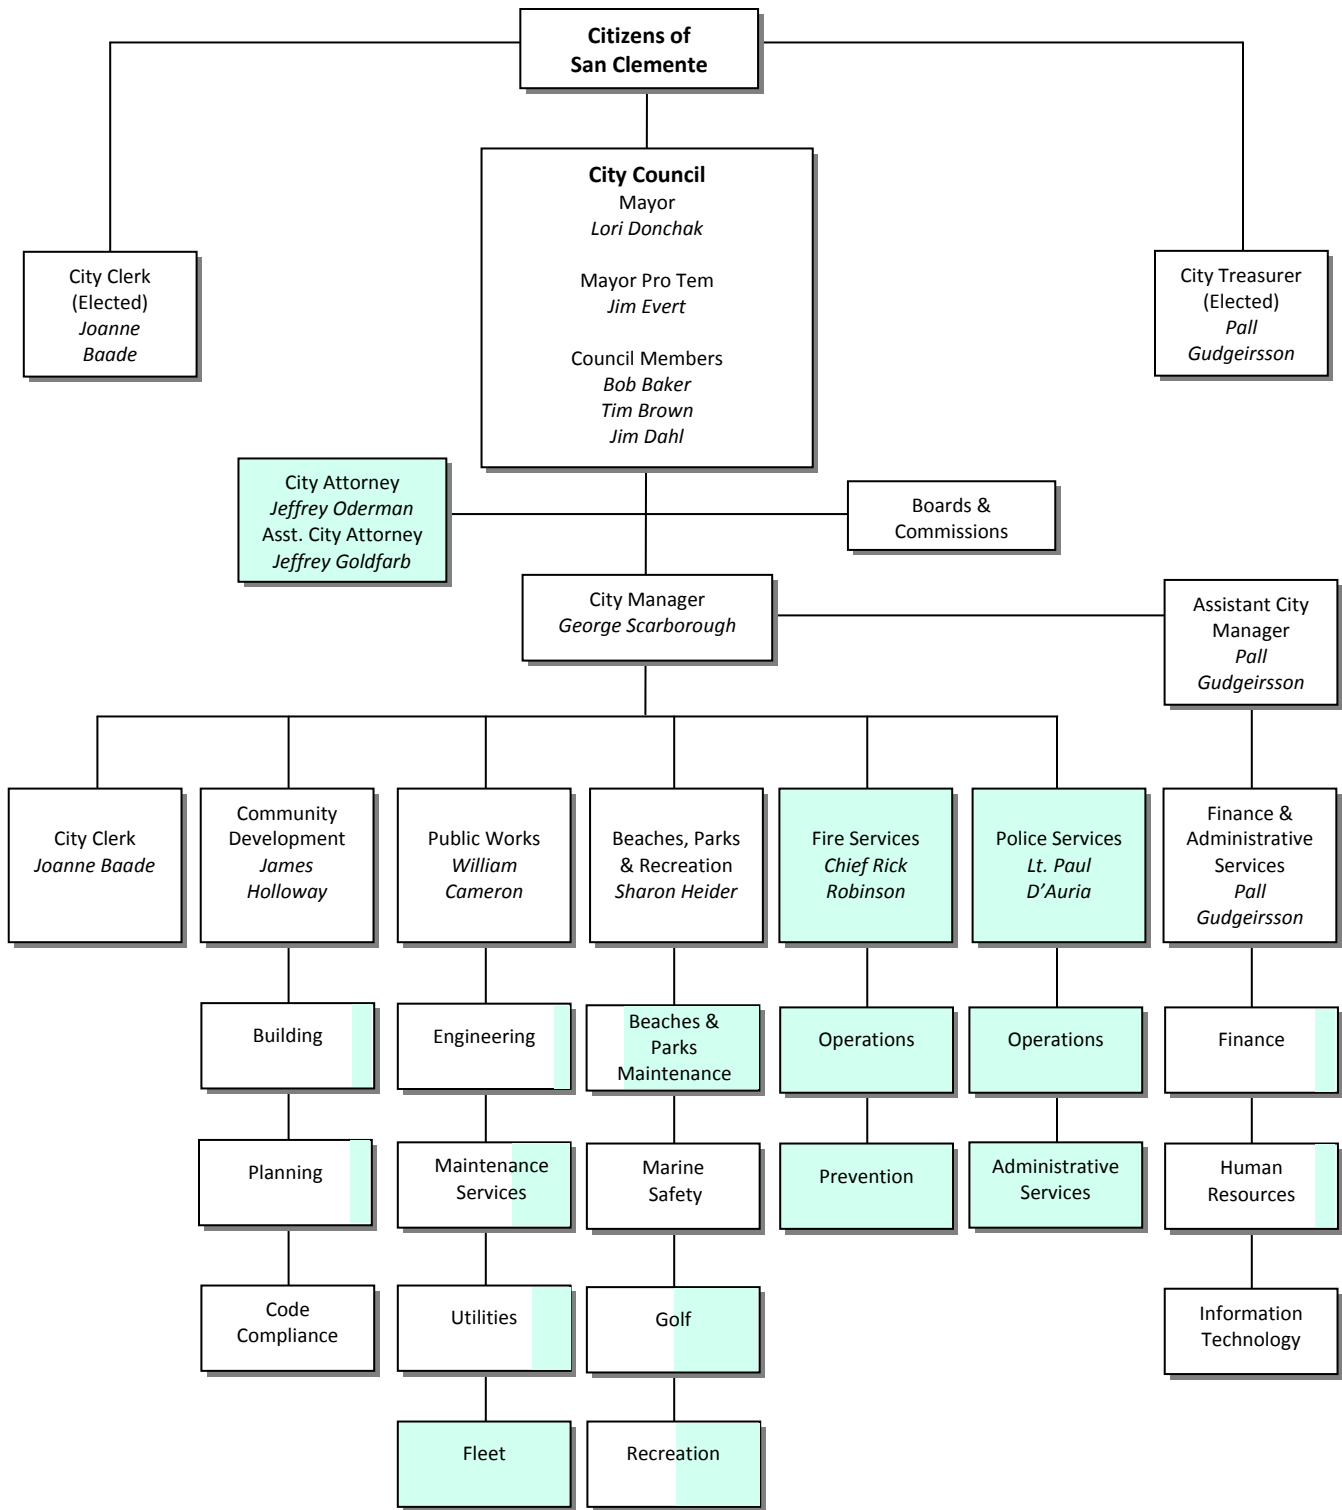 Citizens of
San Clemente
City Council
Mayor
Lori Donchak
Mayor Pro Tem
Jim Evert
Council Members
Bob Baker
Tim Brown
Jim Dahl
City Clerk
(Elected)
Joanne
Baade
City Treasurer
(Elected)
Pall
Gudgeirsson
City Attorney
Jeffrey Oderman
Asst. City Attorney
Jeffrey Goldfarb
Boards &
Commissions
City Manager
George Scarborough
Assistant City
Manager
Pall
Gudgeirsson
City Clerk
Joanne Baade
Community
Development
James
Holloway
Public Works
William
Cameron
Beaches, Parks
& Recreation
Sharon Heider
Fire Services
Chief Rick
Robinson
Police Services
Lt. Paul
D’Auria
Finance &
Administrative
Services
Pall
Gudgeirsson
Building
Engineering
Beaches &
Parks
Maintenance
Operations
Operations
Finance
Planning
Maintenance
Services
Marine
Safety
Prevention
Administrative
Services
Human
Resources
Code
Compliance
Utilities
Golf
Information
Technology
Fleet
Recreation